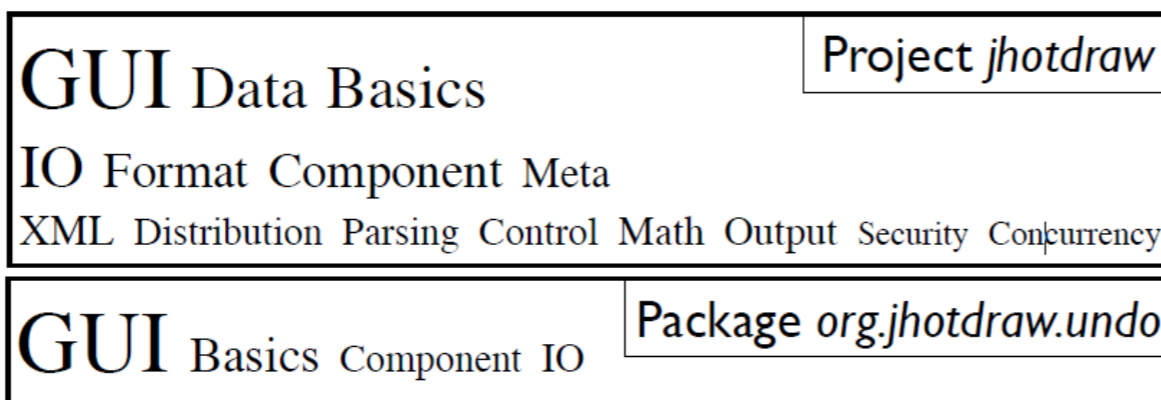 Project jhotdraw
GUI Data Basics
IO Format Component Meta
XML Distribution Parsing Control Math Output Security Concurrency
Package org.jhotdraw.undo
GUI Basics Component IO